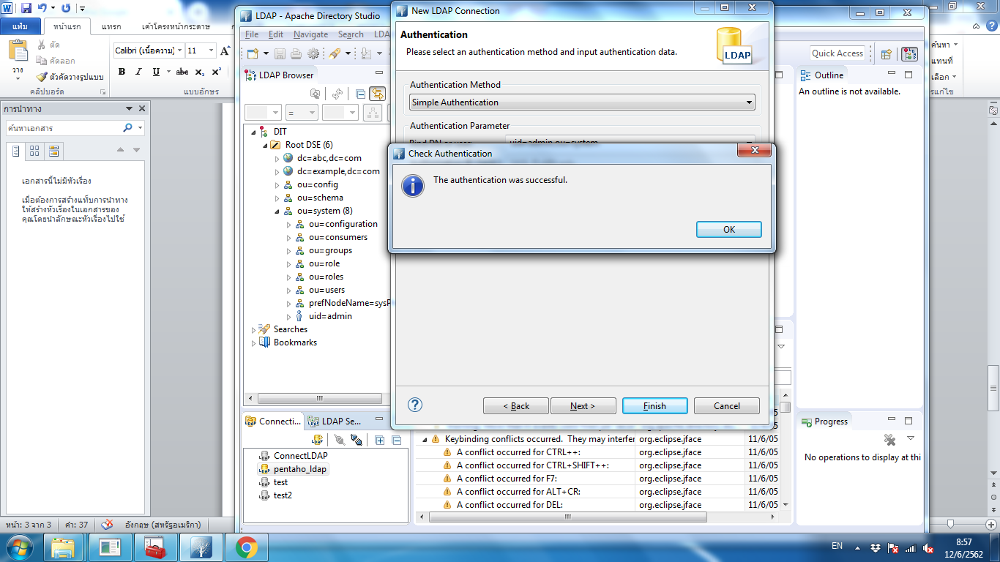 แฟ้ม
หน้าแรก
แทรก
เค้าโครงหน้ากระดาษ
วาง
ตัด
คัดลอก
ตัวคัดวางรูปแบบ
คลิปบอร์ด
Calibri (เนื้อความ)
11
A
B I U abc x₂ x²
แบบอักษร
ค้นหา
แทนที่
เลือก
การนำทาง
ค้นหาเอกสาร
เอกสารนี้ไม่มีหัวเรื่อง
เมื่อต้องการสร้างแท็บการนำทาง
ให้สร้างหัวเรื่องในเอกสารของ
คุณโดยนำลักษณะหัวเรื่องไปใช้
หน้า: 3 จาก 3
คำ: 37
อังกฤษ (สหรัฐอเมริกา)
LDAP - Apache Directory Studio
File Edit Navigate Search LDA
Quick Access
LDAP Browser
=
DIT
Root DSE (6)
dc=abc,dc=com
dc=example,dc=com
ou=config
ou=schema
ou=system (8)
ou=configuration
ou=consumers
ou=groups
ou=role
ou=roles
ou=users
prefNodeName=sysP
uid=admin
Searches
Bookmarks
Connecti...
LDAP Se...
ConnectLDAP
pentaho_ldap
test
test2
New LDAP Connection
Authentication
Please select an authentication method and input authentication data.
LDAP
Authentication Method
Simple Authentication
Authentication Parameter
Bind DN or user:
uid=admin,ou=system
Check Authentication
The authentication was successful.
OK
< Back
Next >
Finish
Cancel
Outline
An outline is not available.
Progress
No operations to display at thi
Keybinding conflicts occurred. They may interfer org.eclipse.jface 11/6/05
A conflict occurred for CTRL++: org.eclipse.jface 11/6/05
A conflict occurred for CTRL+SHIFT++: org.eclipse.jface 11/6/05
A conflict occurred for F7: org.eclipse.jface 11/6/05
A conflict occurred for ALT+CR: org.eclipse.jface 11/6/05
A conflict occurred for DEL: org.eclipse.jface 11/6/05
EN
8:57
12/6/2562